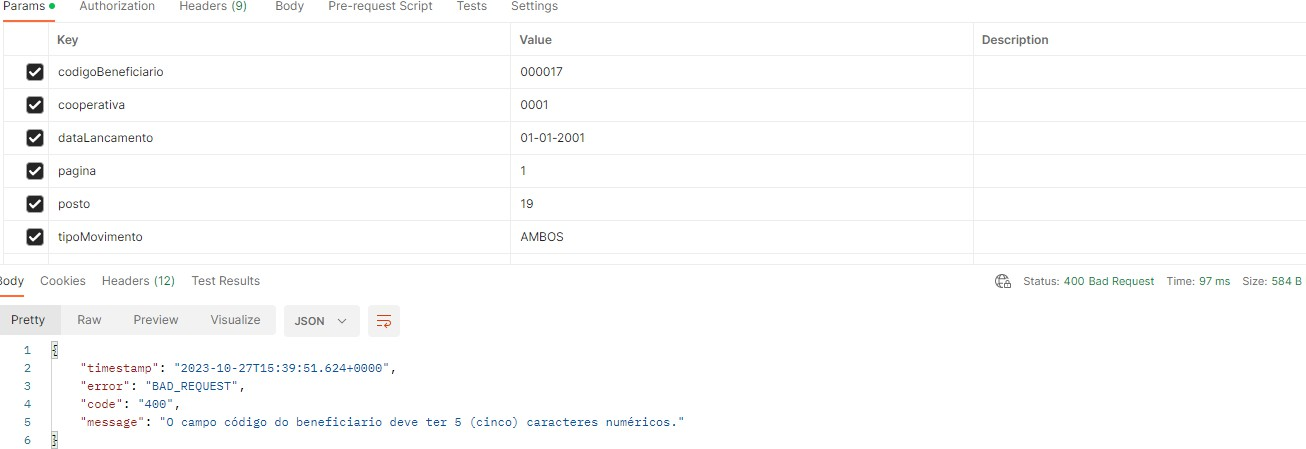 Params Authorization Headers (9) Body Pre-request Script Tests Settings
Key Value Description
codigoBeneficiario 000017
cooperativa 0001
dataLancamento 01-01-2001
pagina 1
posto 19
tipoMovimento AMBOS
Body Cookies Headers (12) Test Results Status: 400 Bad Request Time: 97 ms Size: 584 B
Pretty Raw Preview Visualize JSON
1 {
2 "timestamp": "2023-10-27T15:39:51.624+0000",
3 "error": "BAD_REQUEST",
4 "code": "400",
5 "message": "O campo código do beneficiario deve ter 5 (cinco) caracteres numéricos."
6 }